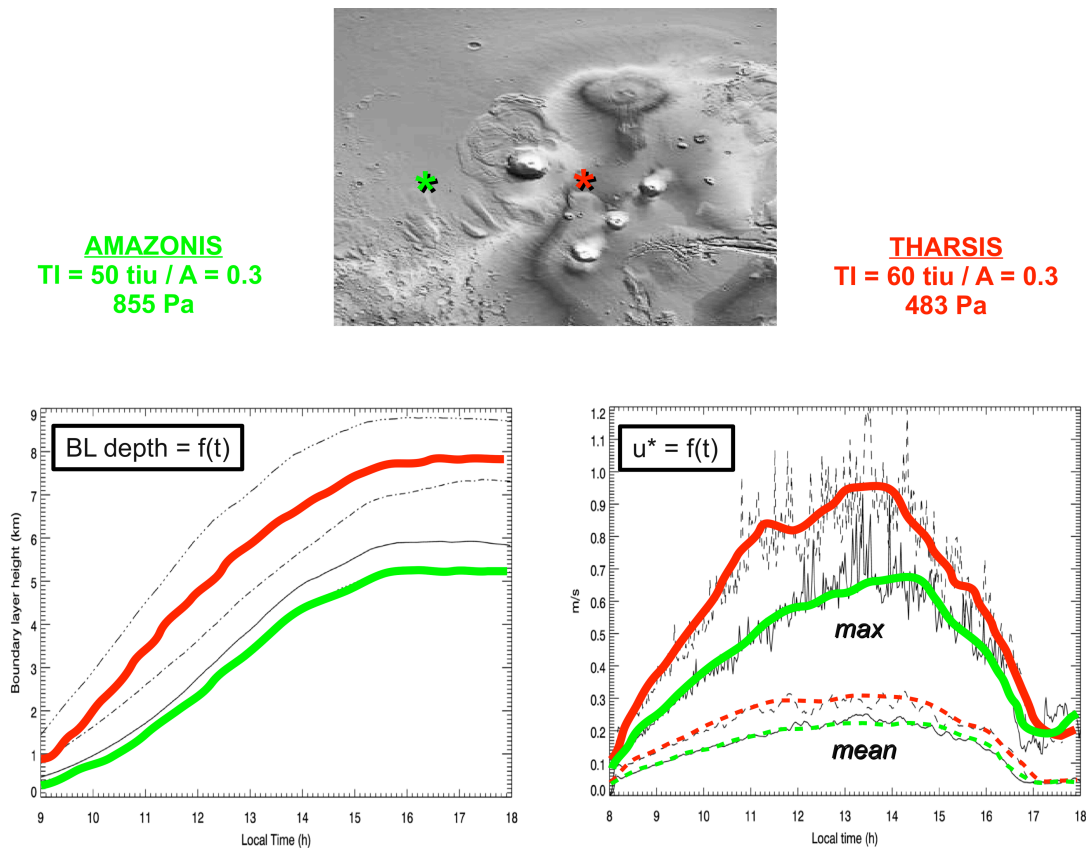 *
*
AMAZONIS
TI = 50 tiu / A = 0.3
855 Pa
THARSIS
TI = 60 tiu / A = 0.3
483 Pa
BL depth = f(t)
Boundary layer height (km)
9
8
7
6
5
4
3
2
1
0
9 10 11 12 13 14 15 16 17 18
Local Time (h)
u* = f(t)
m/s
1.2
1.1
1.0
0.9
0.8
0.7
0.6
0.5
0.4
0.3
0.2
0.1
0.0
max
mean
8 9 10 11 12 13 14 15 16 17 18
Local time (h)